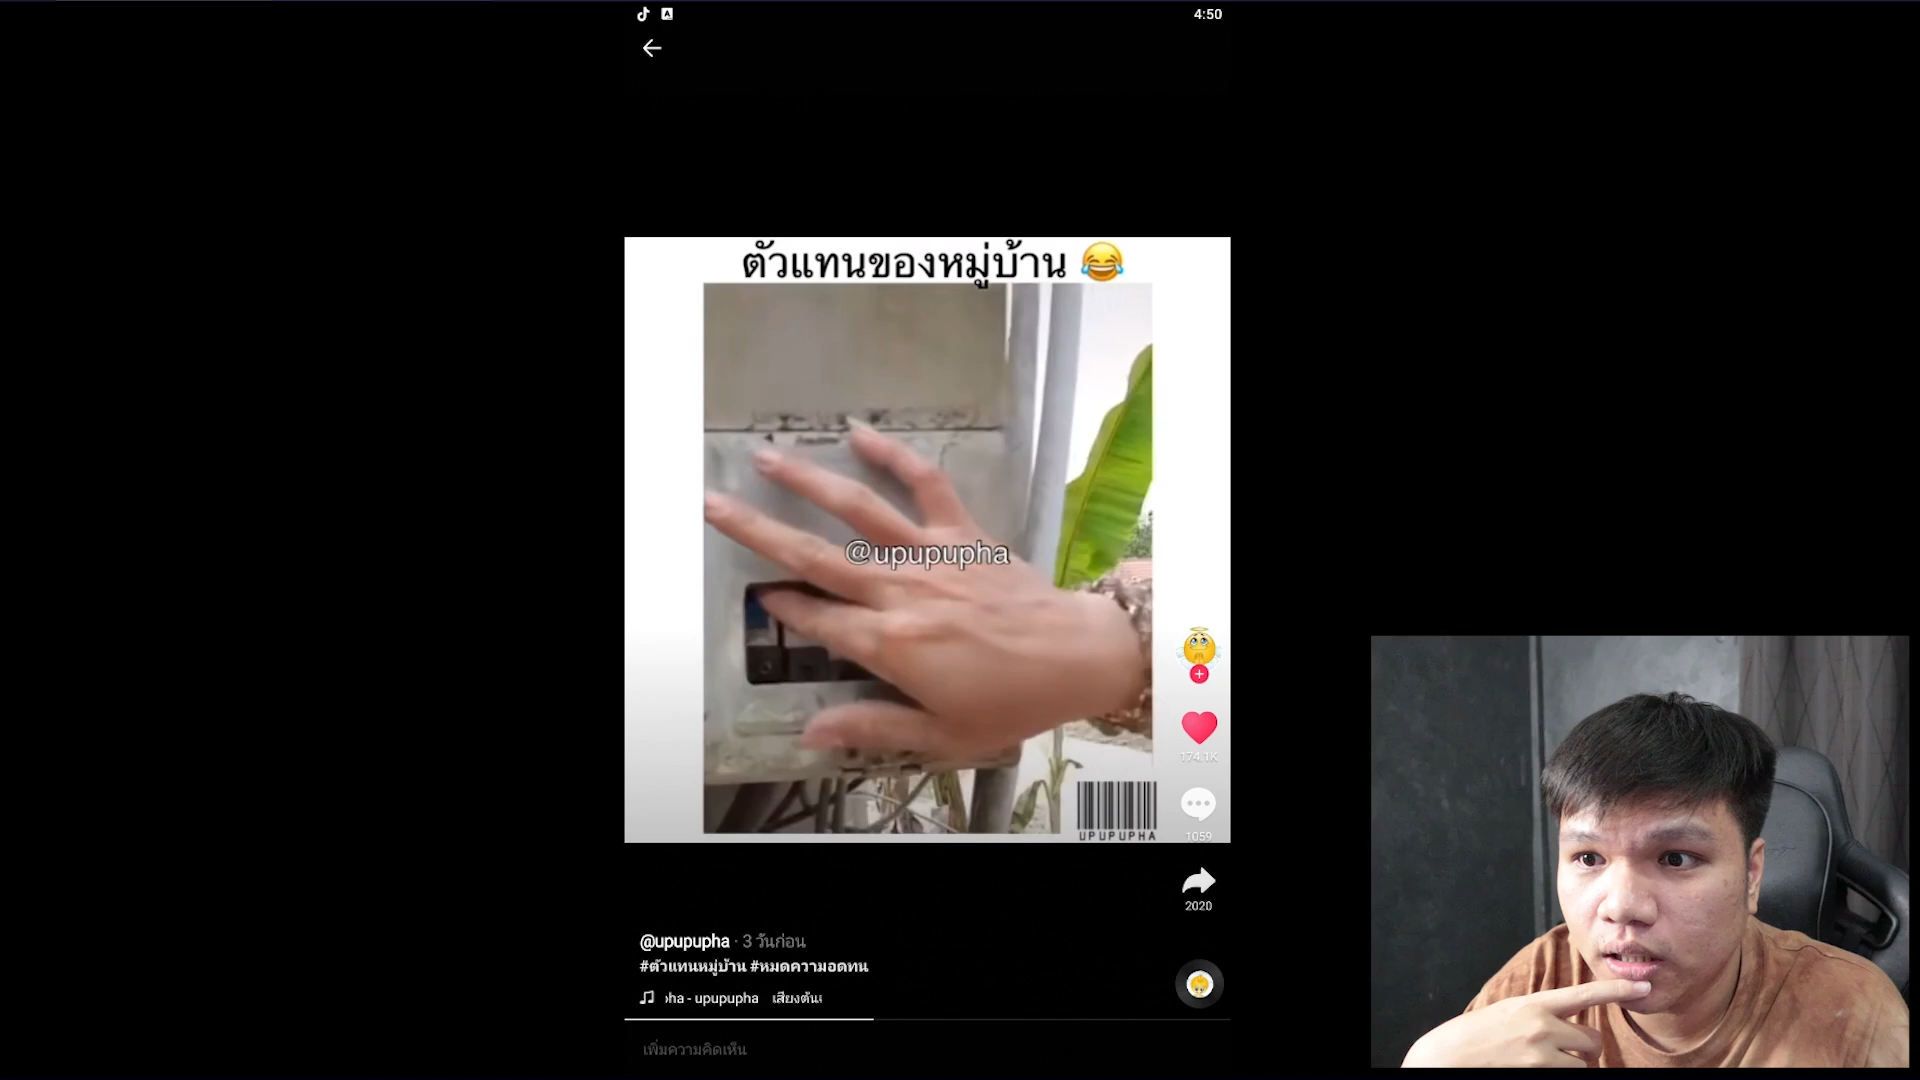 4:50
ตัวแทนของหมู่บ้าน 😂
@upupupha
174.1K
UPUPUPHA
1059
2020
@upupupha · 3 วันก่อน
#ตัวแทนหมู่บ้าน #หมดความอดทน
pha - upupupha เสียงต้น
เพิ่มความคิดเห็น